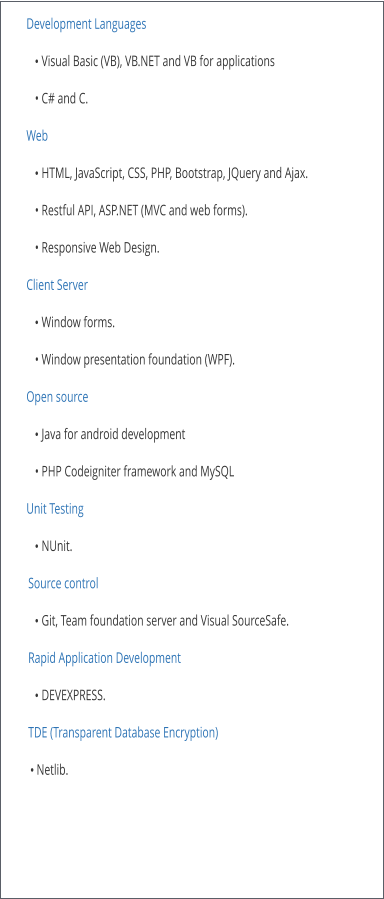 Development Languages
• Visual Basic (VB), VB.NET and VB for applications
• C# and C.
Web
• HTML, JavaScript, CSS, PHP, Bootstrap, JQuery and Ajax.
• Restful API, ASP.NET (MVC and web forms).
• Responsive Web Design.
Client Server
• Window forms.
• Window presentation foundation (WPF).
Open source
• Java for android development
• PHP Codeigniter framework and MySQL
Unit Testing
• NUnit.
Source control
• Git, Team foundation server and Visual SourceSafe.
Rapid Application Development
• DEVEXPRESS.
TDE (Transparent Database Encryption)
• Netlib.